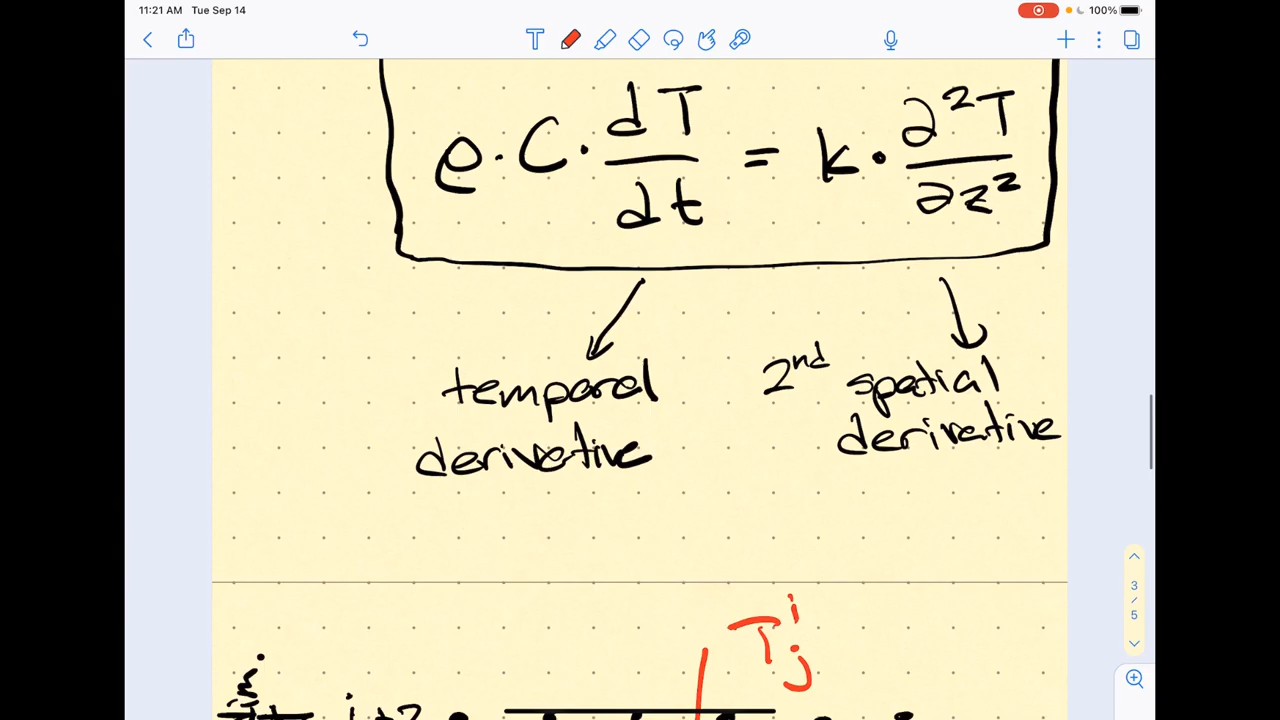 11:21 AM Tue Sep 14
100%
ρ · C · dT/dt = k · ∂²T/∂z²
temporal
derivative
2nd spatial
derivative
3
/
5
T^i_j
i+2